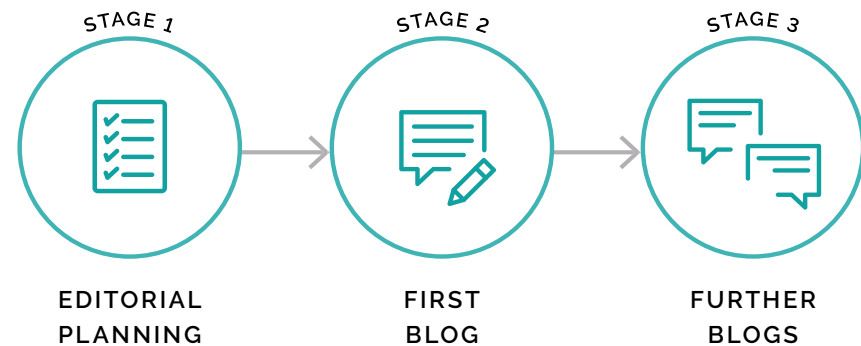 STAGE 1
STAGE 2
STAGE 3
EDITORIAL
PLANNING
FIRST
BLOG
FURTHER
BLOGS